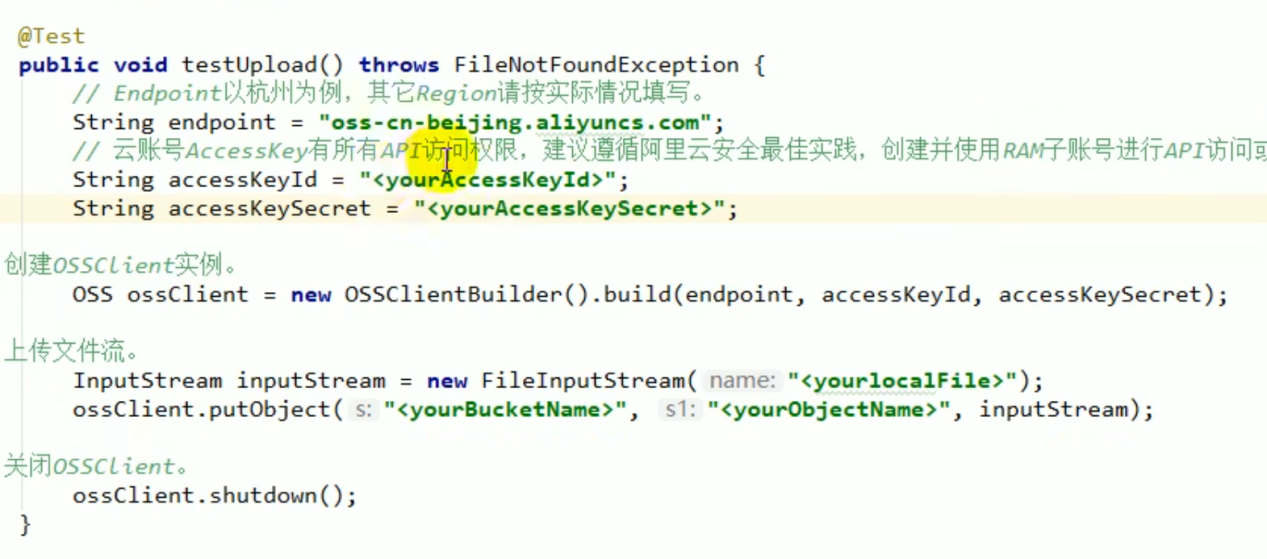 @Test
public void testUpload() throws FileNotFoundException {
// Endpoint以杭州为例，其它Region请按实际情况填写。
String endpoint = "oss-cn-beijing.aliyuncs.com";
// 云账号AccessKey有所有API访问权限，建议遵循阿里云安全最佳实践，创建并使用RAM子账号进行API访问或
String accessKeyId = "<yourAccessKeyId>";
String accessKeySecret = "<yourAccessKeySecret>";
创建OSSClient实例。
OSS ossClient = new OSSClientBuilder().build(endpoint, accessKeyId, accessKeySecret);
上传文件流。
InputStream inputStream = new FileInputStream( name: "<yourlocalFile>");
ossClient.putObject( s: "<yourBucketName>", s1: "<yourObjectName>", inputStream);
关闭OSSClient。
ossClient.shutdown();
}